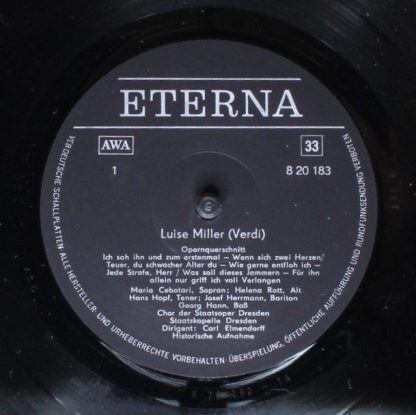 ETERNA
AWA
33
1
8 20 183
Luise Miller (Verdi)
Opernquerschnitt
Ich sah ihn und zum erstenmal – Wenn sich zwei Herzen/
Teuer, du schwacher Alter du – Wie gerne entfloh ich –
Jede Strafe, Herr / Was soll dieses Jammern – Für ihn
allein nur griff ich voll Verlangen
Maria Cebotari, Sopran; Helena Rott, Alt
Hans Hopf, Tenor; Josef Herrmann, Bariton
Georg Hann, Baß
Chor der Staatsoper Dresden
Staatskapelle Dresden
Dirigent: Carl Elmendorff
Historische Aufnahme
VEB DEUTSCHE SCHALLPLATTEN ALLE HERSTELLER- UND URHEBERRECHTE VORBEHALTEN · ÜBERSPIELUNG, ÖFFENTLICHE AUFFÜHRUNG UND RUNDFUNKSENDUNG VERBOTEN